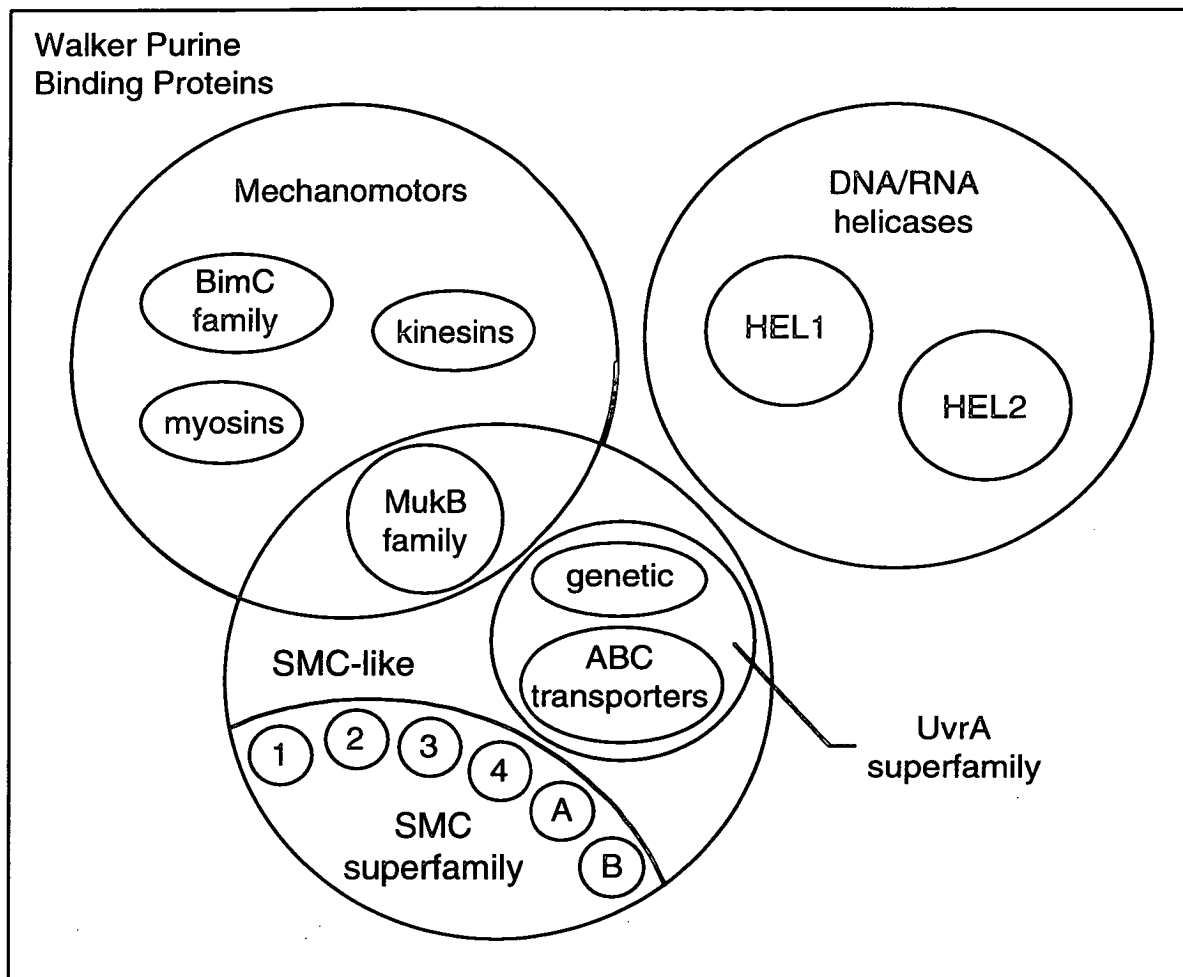 Walker Purine
Binding Proteins
Mechanomotors
BimC
family
kinesins
myosins
DNA/RNA
helicases
HEL1
HEL2
MukB
family
genetic
ABC
transporters
SMC-like
UvrA
superfamily
1
2
3
4
A
B
SMC
superfamily